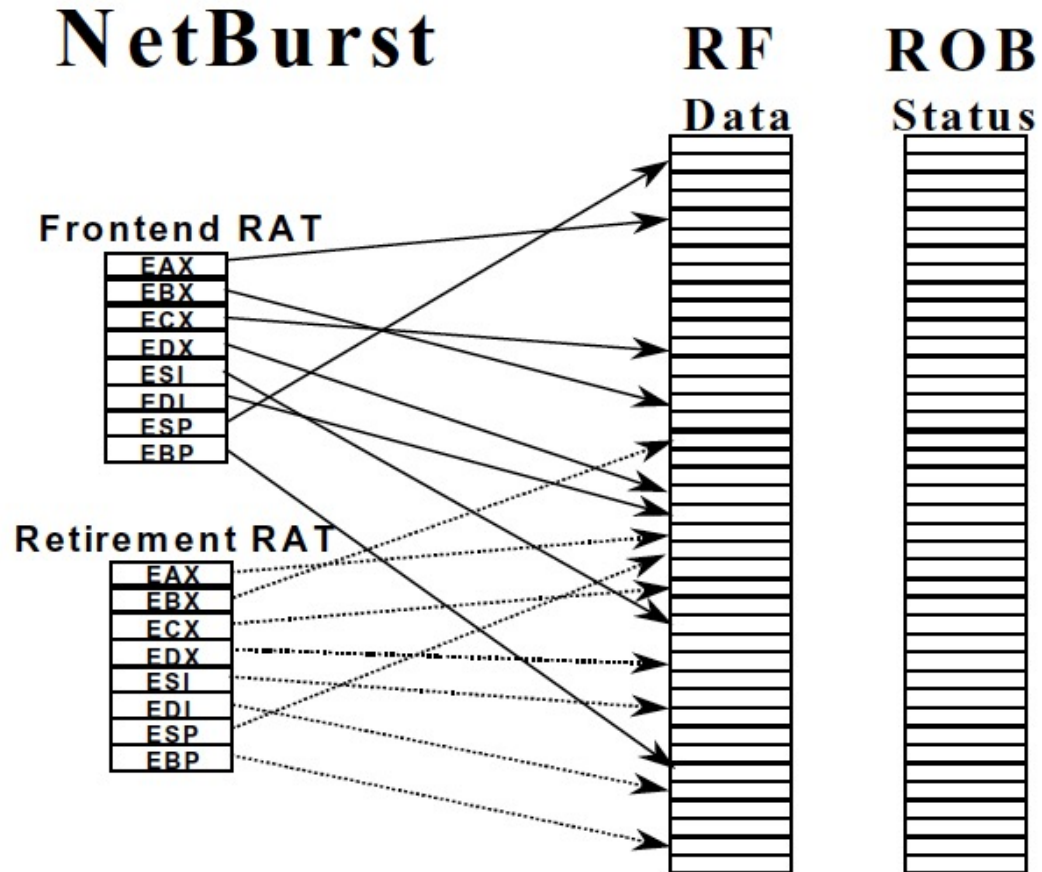 NetBurst
RF
Data
ROB
Status
Frontend RAT
EAX
EBX
ECX
EDX
ESI
EDI
ESP
EBP
Retirement RAT
EAX
EBX
ECX
EDX
ESI
EDI
ESP
EBP